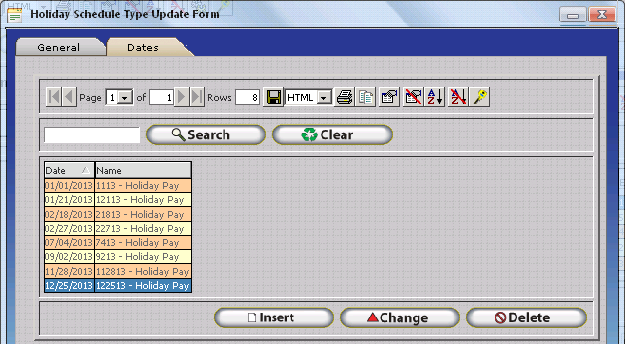 Holiday Schedule Type Update Form
General Dates
Page 1 of 1 Rows 8 HTML
Search Clear
Date Name
01/01/2013 1113 - Holiday Pay
01/21/2013 12113 - Holiday Pay
02/18/2013 21813 - Holiday Pay
02/27/2013 22713 - Holiday Pay
07/04/2013 7413 - Holiday Pay
09/02/2013 9213 - Holiday Pay
11/28/2013 112813 - Holiday Pay
12/25/2013 122513 - Holiday Pay
Insert Change Delete